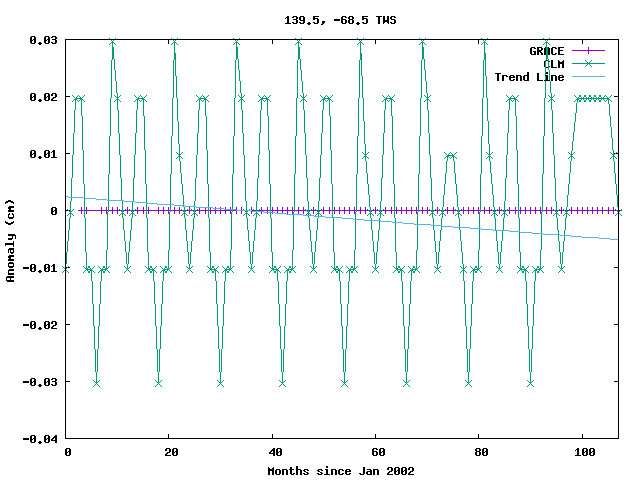 139.5, -68.5 TWS
0.03
0.02
0.01
0
-0.01
-0.02
-0.03
-0.04
Anomaly (cm)
GRACE
CLM
Trend Line
0 20 40 60 80 100
Months since Jan 2002